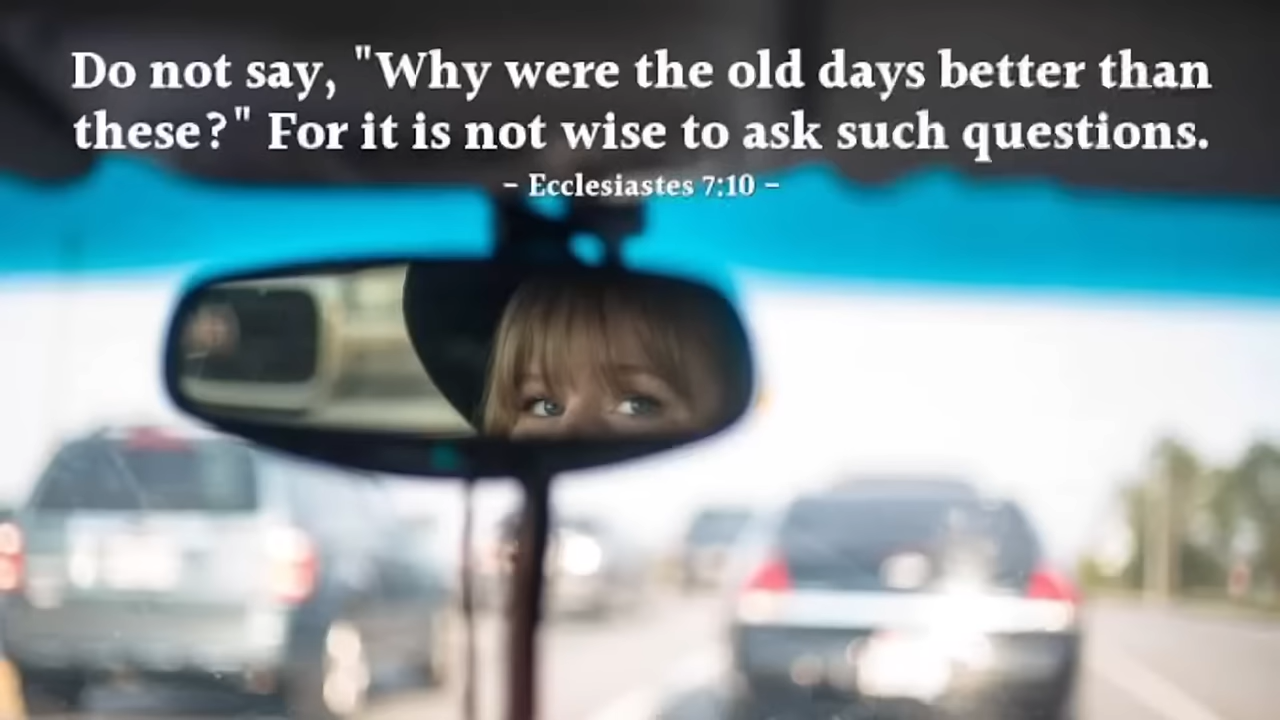 Do not say, "Why were the old days better than
these?" For it is not wise to ask such questions.
– Ecclesiastes 7:10 –